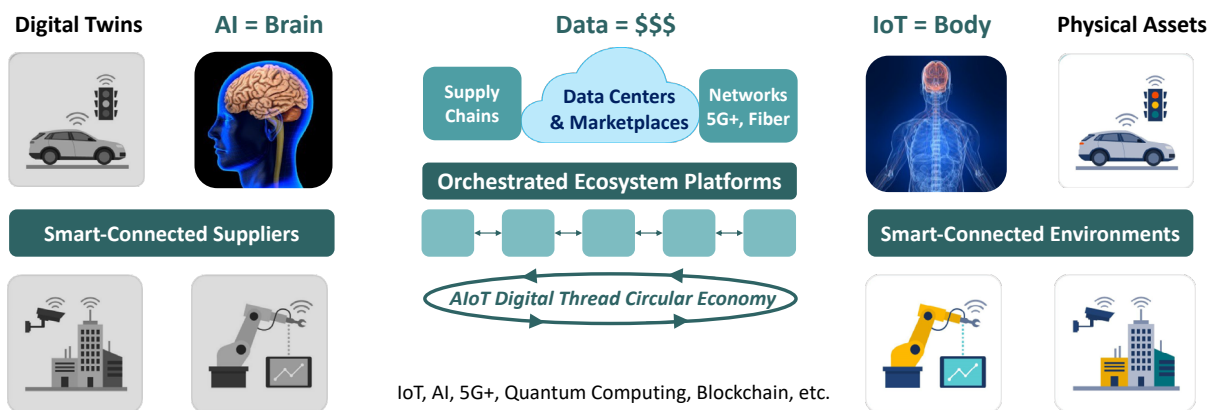 Digital Twins
AI = Brain
Data = $$$
IoT = Body
Physical Assets
Supply
Chains
Data Centers
& Marketplaces
Networks
5G+, Fiber
Orchestrated Ecosystem Platforms
Smart-Connected Suppliers
Smart-Connected Environments
AIoT Digital Thread Circular Economy
IoT, AI, 5G+, Quantum Computing, Blockchain, etc.